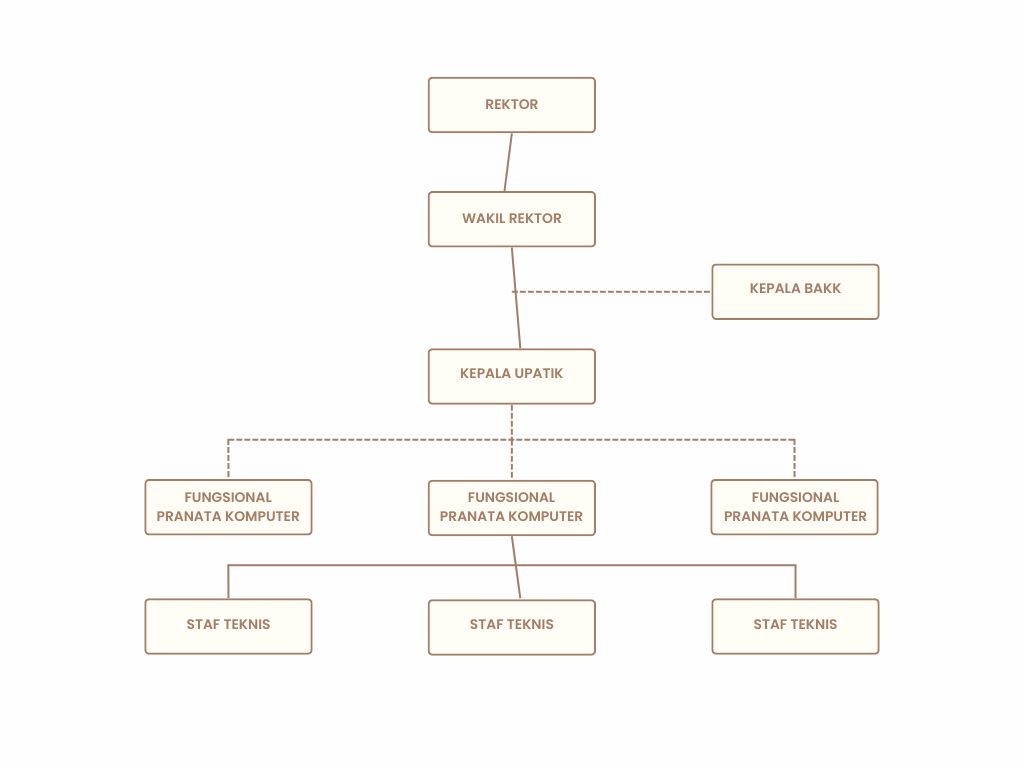 REKTOR
WAKIL REKTOR
KEPALA BAKK
KEPALA UPATIK
FUNGSIONAL
PRANATA KOMPUTER
FUNGSIONAL
PRANATA KOMPUTER
FUNGSIONAL
PRANATA KOMPUTER
STAF TEKNIS
STAF TEKNIS
STAF TEKNIS